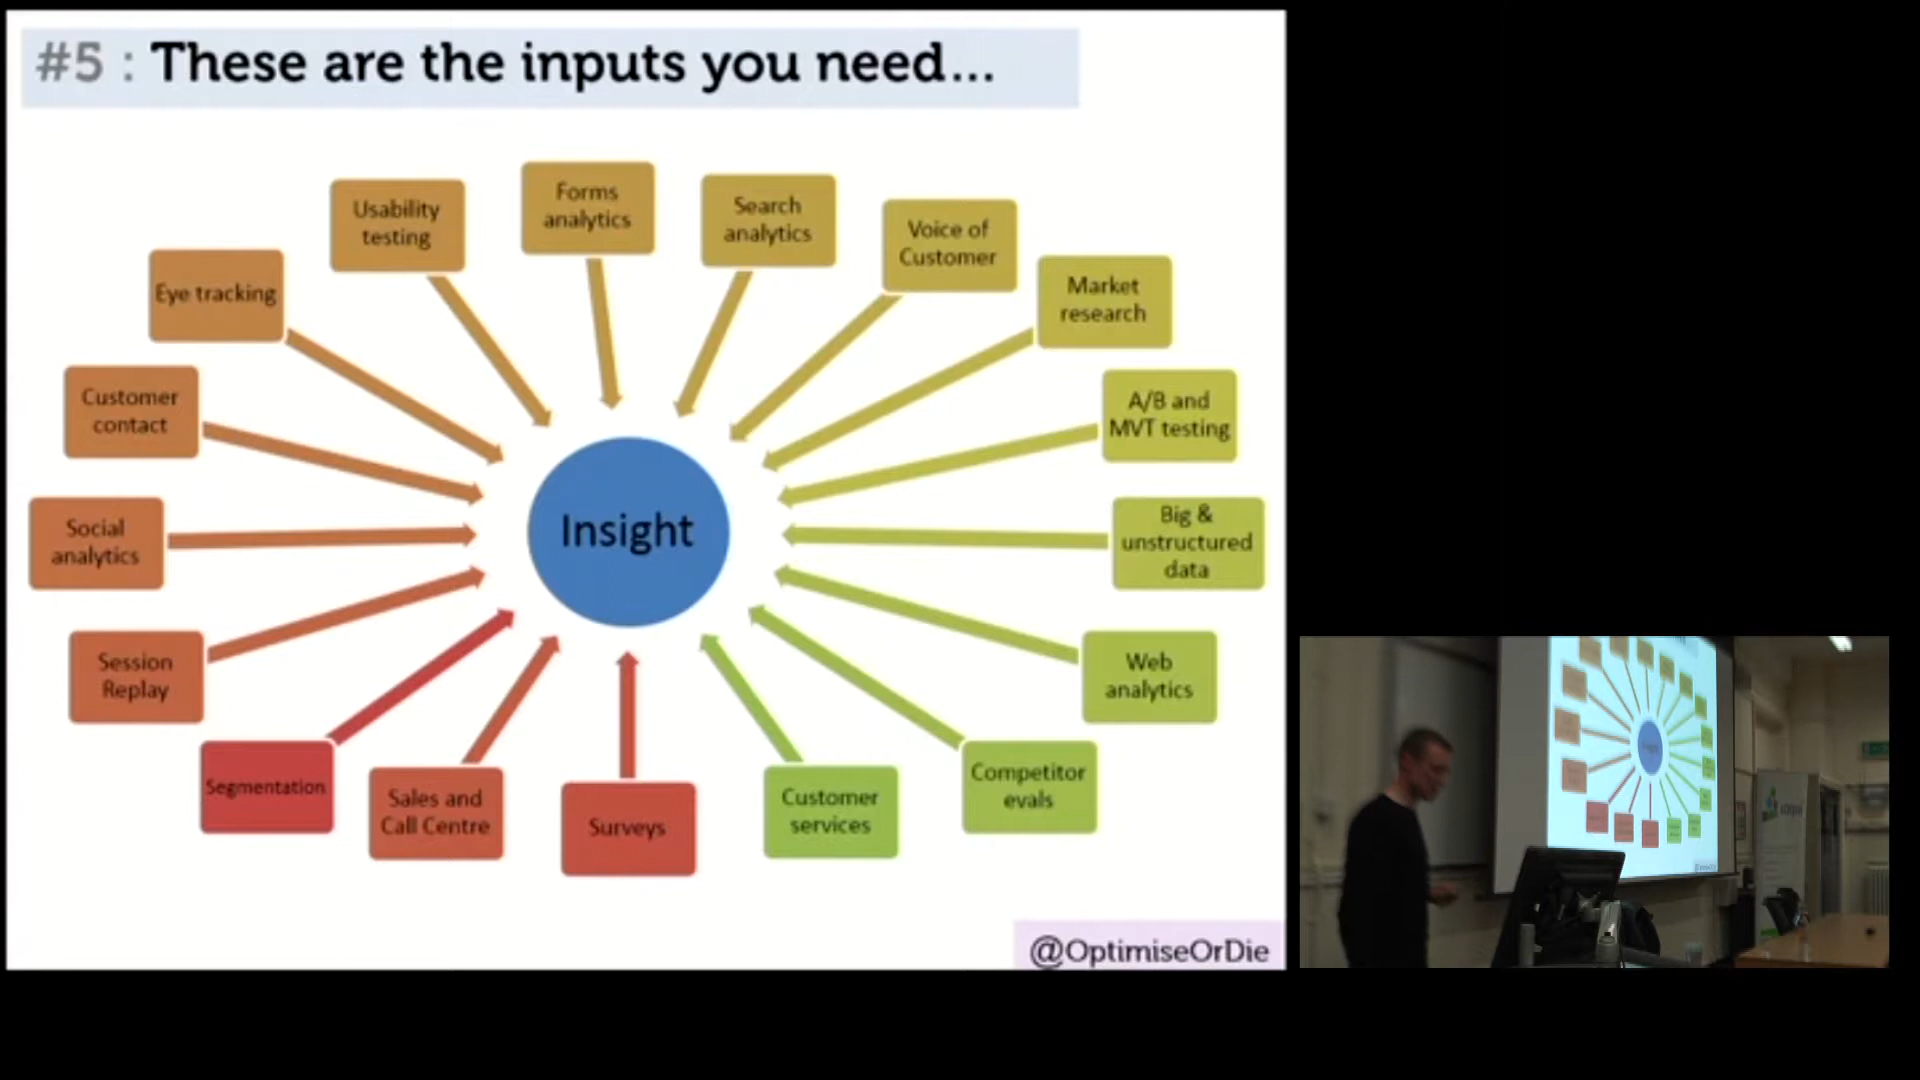 #5 : These are the inputs you need...
Usability
testing
Forms
analytics
Search
analytics
Voice of
Customer
Eye tracking
Market
research
Customer
contact
A/B and
MVT testing
Social
analytics
Insight
Big &
unstructured
data
Session
Replay
Web
analytics
Segmentation
Sales and
Call Centre
Surveys
Customer
services
Competitor
evals
@OptimiseOrDie